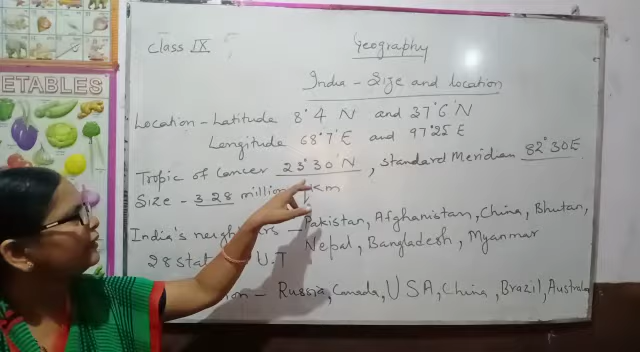 ETABLES
Class IX
Geography
India - Size and location
Location - Latitude 8°4' N and 37°6' N
Longitude 68°7' E and 97°25 E
Tropic of Cancer 23°30' N, Standard Meridian 82°30 E
Size - 3.28 million Km
India's - Pakistan, Afghanistan, China, Bhutan,
Nepal, Bangladesh, Myanmar
28 U.T
- Russia, Canada, USA, China, Brazil, Australia